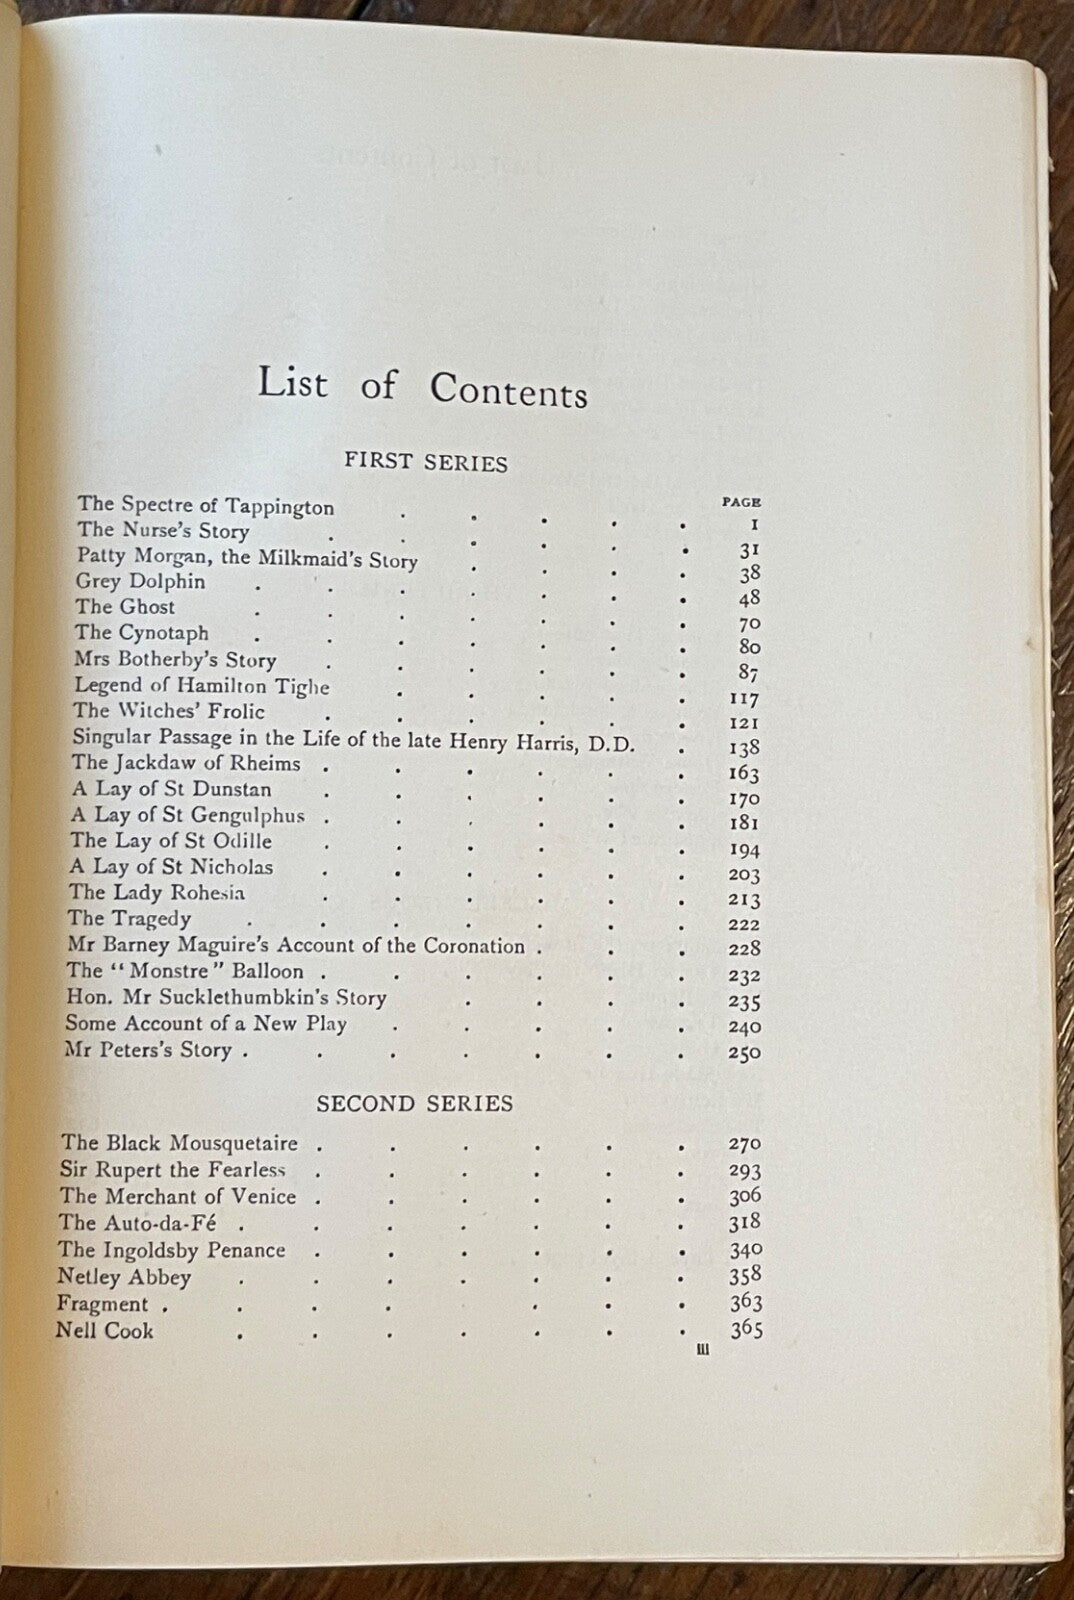 List of Contents
FIRST SERIES
PAGE
The Spectre of Tappington . . . . . 1
The Nurse's Story . . . . . . 31
Patty Morgan, the Milkmaid's Story . . . . 38
Grey Dolphin . . . . . . . 48
The Ghost . . . . . . . 70
The Cynotaph . . . . . . . 80
Mrs Botherby's Story . . . . . . 87
Legend of Hamilton Tighe . . . . . 117
The Witches' Frolic . . . . . . 121
Singular Passage in the Life of the late Henry Harris, D.D. . 138
The Jackdaw of Rheims . . . . . . 163
A Lay of St Dunstan . . . . . . 170
A Lay of St Gengulphus . . . . . . 181
The Lay of St Odille . . . . . . 194
A Lay of St Nicholas . . . . . . 203
The Lady Rohesia . . . . . . 213
The Tragedy . . . . . . . 222
Mr Barney Maguire's Account of the Coronation . . . 228
The "Monstre" Balloon . . . . . . 232
Hon. Mr Sucklethumbkin's Story . . . . 235
Some Account of a New Play . . . . . 240
Mr Peters's Story . . . . . . . 250
SECOND SERIES
The Black Mousquetaire . . . . . . 270
Sir Rupert the Fearless . . . . . . 293
The Merchant of Venice . . . . . . 306
The Auto-da-Fé . . . . . . . 318
The Ingoldsby Penance . . . . . . 340
Netley Abbey . . . . . . . 358
Fragment . . . . . . . 363
Nell Cook . . . . . . . 365
iii